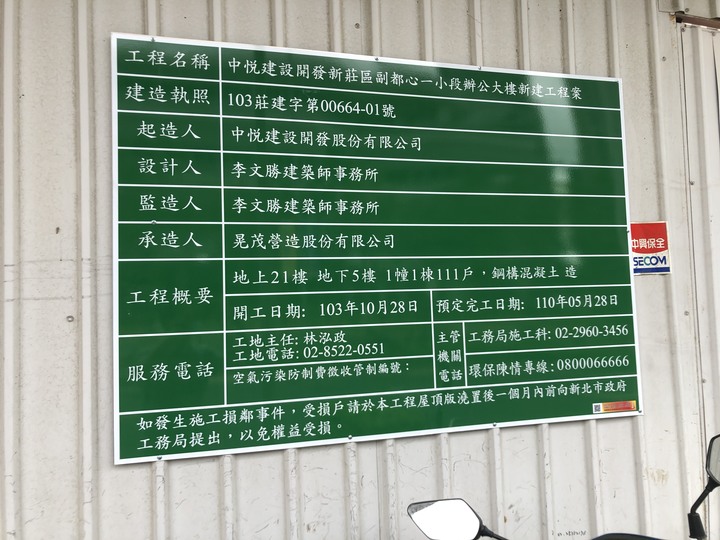 工程名稱 中悅建設開發新莊區副都心一小段辦公大樓新建工程案
建造執照 103莊建字第00664-01號
起造人 中悅建設開發股份有限公司
設計人 李文勝建築師事務所
監造人 李文勝建築師事務所
承造人 晃茂營造股份有限公司
工程概要 地上21樓 地下5樓 1幢1棟111戶，鋼構混凝土 造
開工日期: 103年10月28日 預定完工日期: 110年05月28日
服務電話 工地主任: 林泓政
工地電話: 02-8522-0551
空氣污染防制費徵收管制編號：
主管機關電話 工務局施工科: 02-2960-3456
環保陳情專線: 0800066666
如發生施工損鄰事件，受損戶請於本工程屋頂版澆置後一個月內前向新北市政府
工務局提出，以免權益受損。
中興保全
SECOM